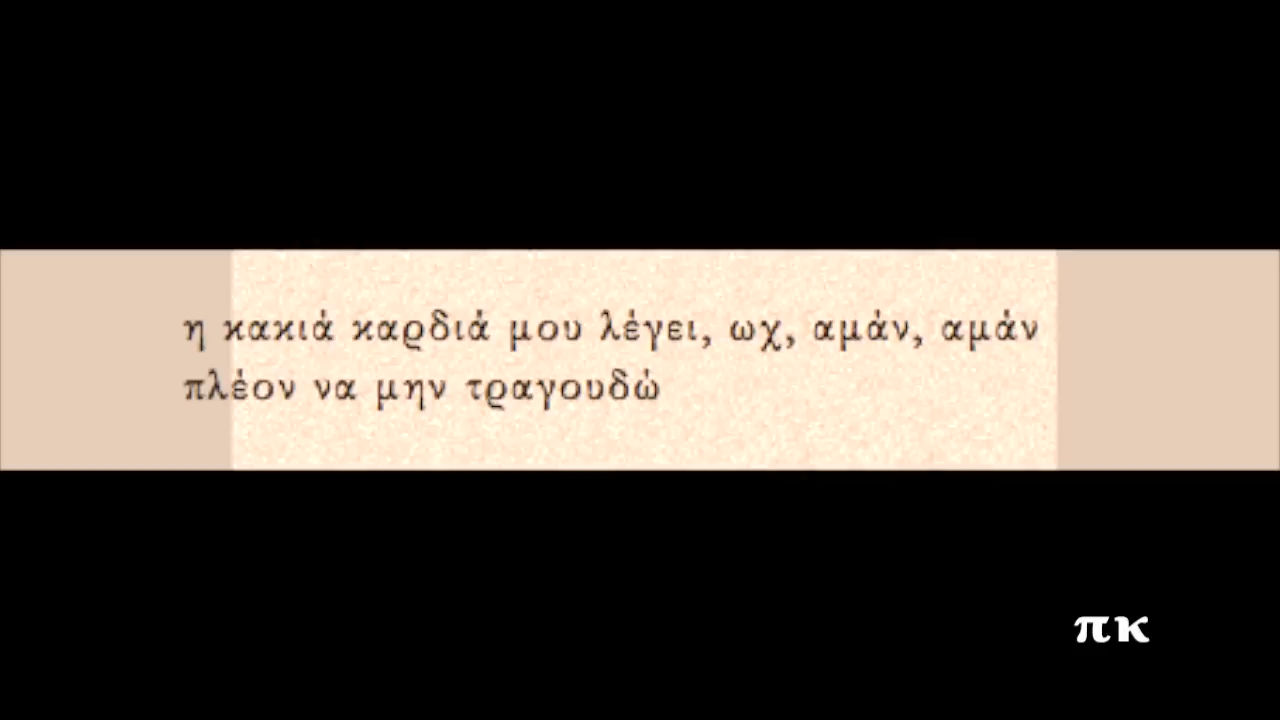 η κακιά καρδιά μου λέγει, ωχ, αμάν, αμάν
πλέον να μην τραγουδώ
πκ